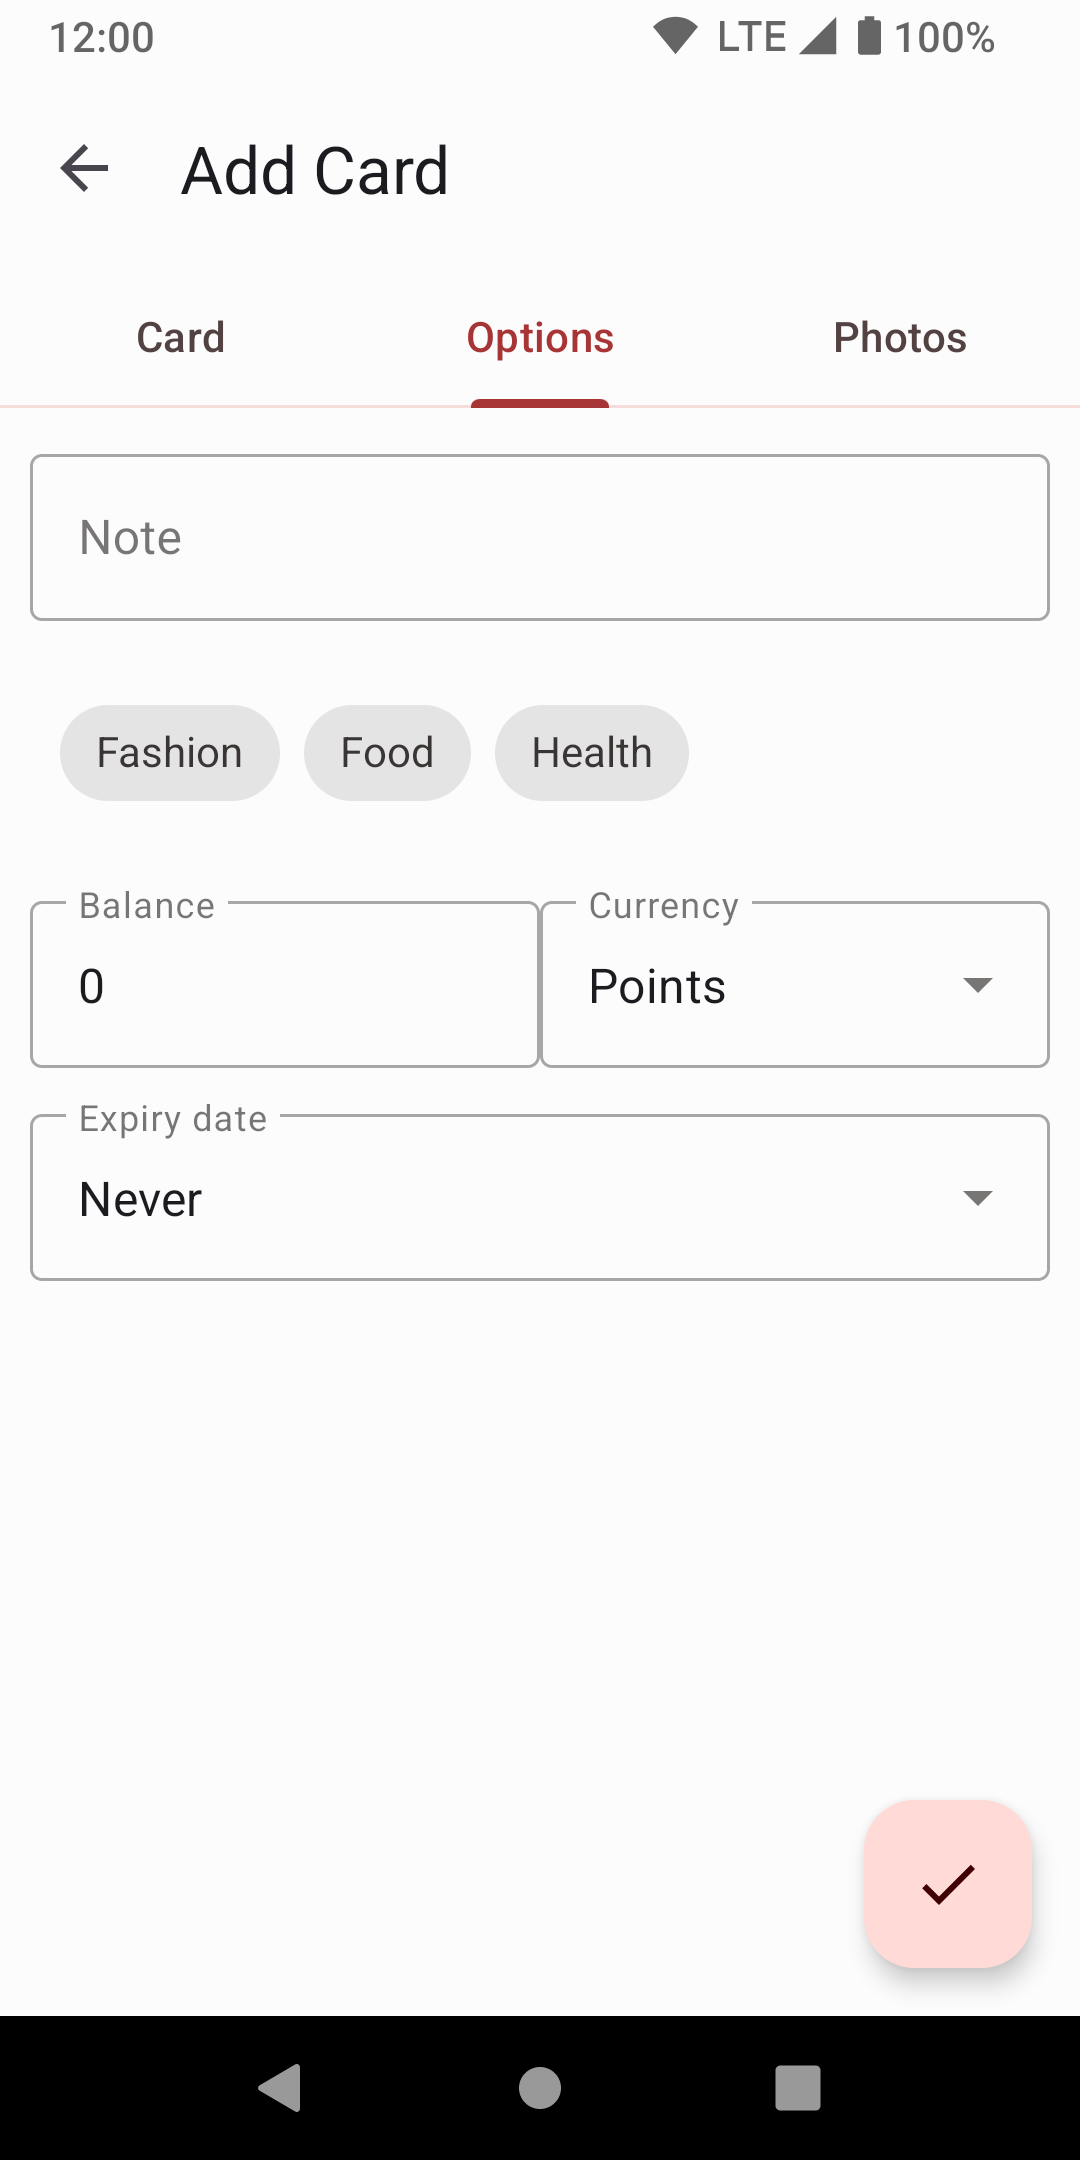 12:00 LTE 100%
Add Card
Card Options Photos
Note
Fashion Food Health
Balance Currency
0 Points
Expiry date
Never